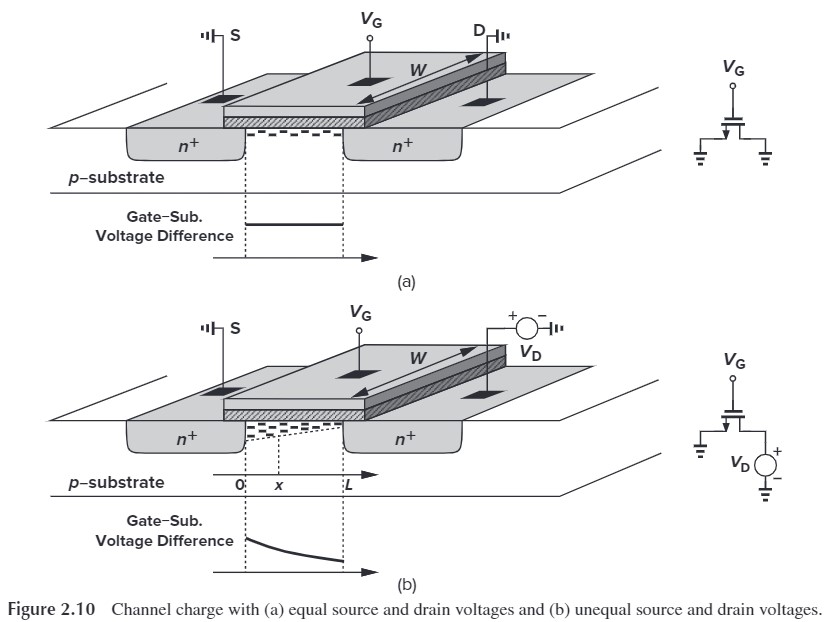 S
V_G
D
W
n+
n+
p-substrate
Gate-Sub.
Voltage Difference
V_G
(a)
S
V_G
+ -
V_D
W
n+
n+
p-substrate
0 x L
Gate-Sub.
Voltage Difference
V_G
V_D + -
(b)
Figure 2.10 Channel charge with (a) equal source and drain voltages and (b) unequal source and drain voltages.